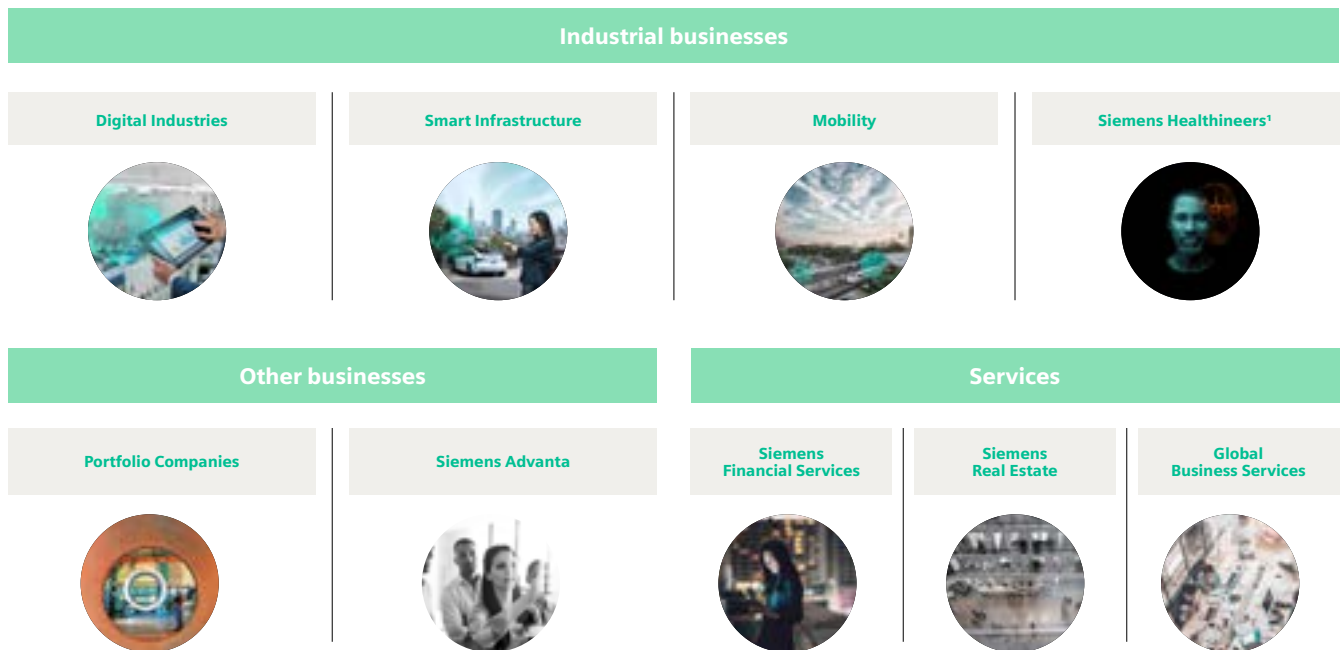 Industrial businesses
Digital Industries
Smart Infrastructure
Mobility
Siemens Healthineers¹
Other businesses
Services
Portfolio Companies
Siemens Advanta
Siemens
Financial Services
Siemens
Real Estate
Global
Business Services